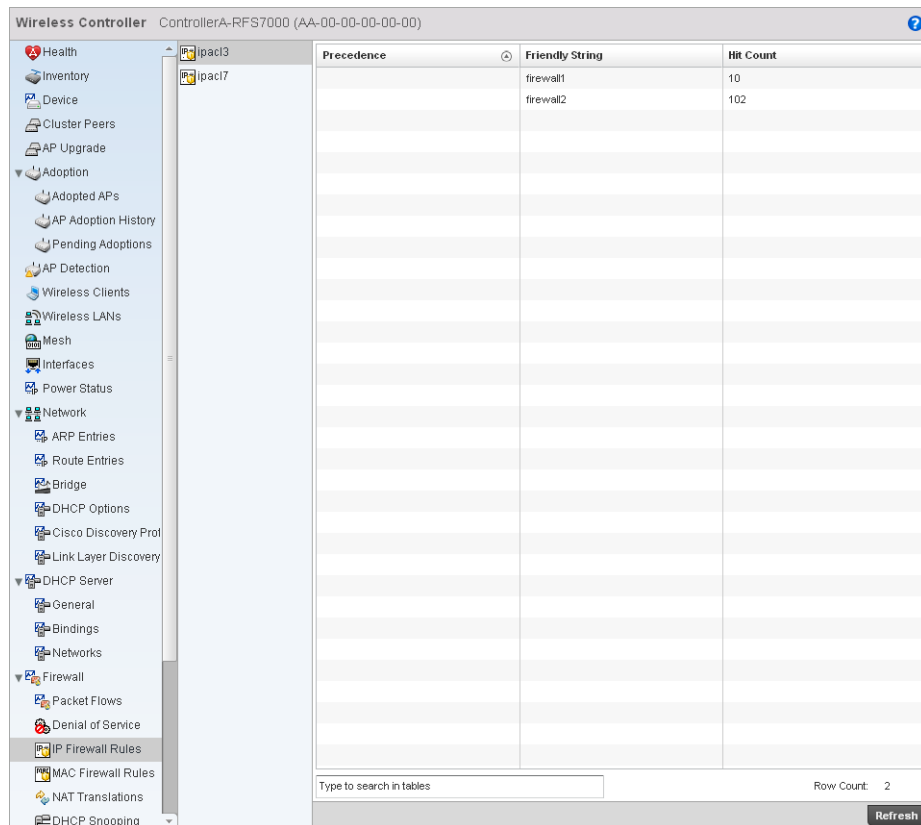 Wireless Controller ControllerA-RFS7000 (AA-00-00-00-00-00)
Health
Inventory
Device
Cluster Peers
AP Upgrade
Adoption
Adopted APs
AP Adoption History
Pending Adoptions
AP Detection
Wireless Clients
Wireless LANs
Mesh
Interfaces
Power Status
Network
ARP Entries
Route Entries
Bridge
DHCP Options
Cisco Discovery Prot
Link Layer Discovery
DHCP Server
General
Bindings
Networks
Firewall
Packet Flows
Denial of Service
IP Firewall Rules
MAC Firewall Rules
NAT Translations
DHCP Snooping
ipacl3
ipacl7
Precedence Friendly String Hit Count
firewall1 10
firewall2 102
Type to search in tables Row Count: 2
Refresh